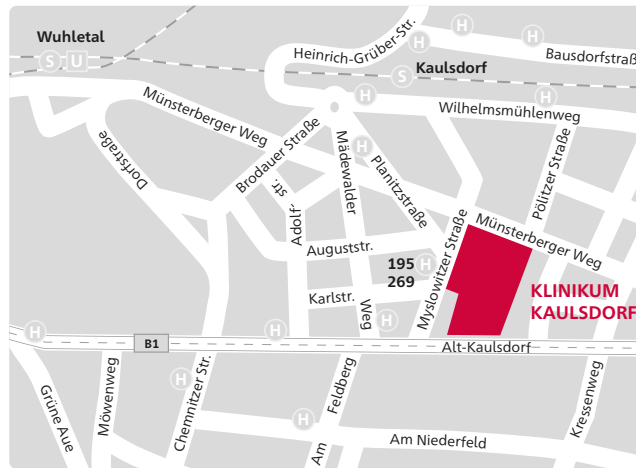 H
H
H
Wuhletal
Heinrich-Grüber-Str.
Bausdorfstraß
S U
S
Kaulsdorf
H
H
Wilhelmsmühlenweg
Münsterberger Weg
Dorfstraße
Brodauer Straße
Mädewalder
Weg
H
Planitzstraße
Pölitzer Straße
Adolf-
str.
Münsterberger Weg
Auguststr.
195
269
H
Myslowitzer Straße
KLINIKUM
KAULSDORF
Karlstr.
H
H
H
B1
Alt-Kaulsdorf
Grüne Aue
Möwenweg
Chemnitzer Str.
H
Am Feldberg
Kressenweg
H
Am Niederfeld